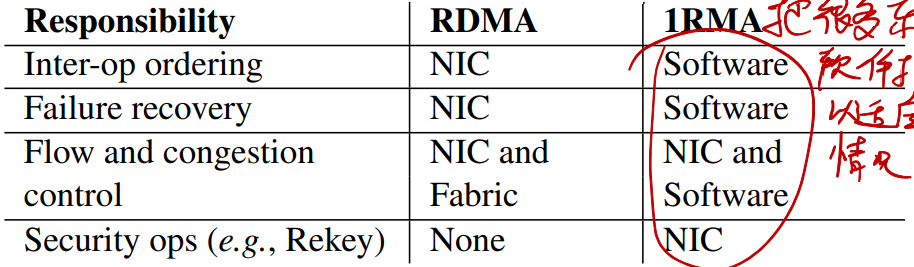 Responsibility RDMA 1RMA 把很多东
Inter-op ordering NIC Software 软件
Failure recovery NIC Software 以适
Flow and congestion NIC and NIC and 情况
control Fabric Software
Security ops (e.g., Rekey) None NIC